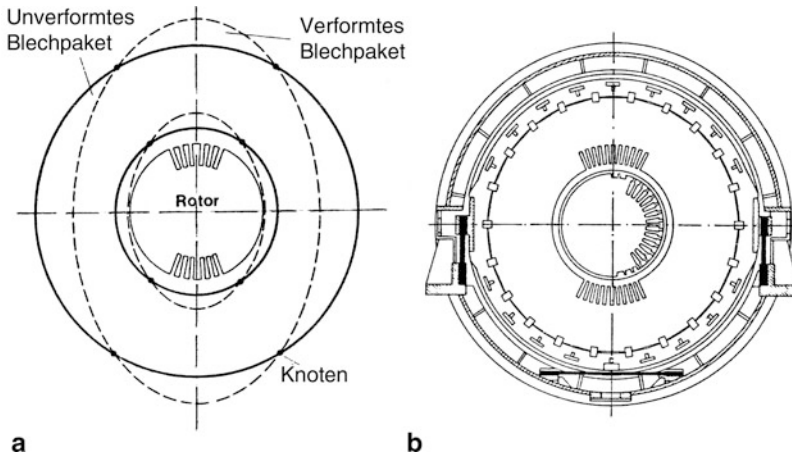 a
Unverformtes
Blechpaket
Verformtes
Blechpaket
Rotor
Knoten
b